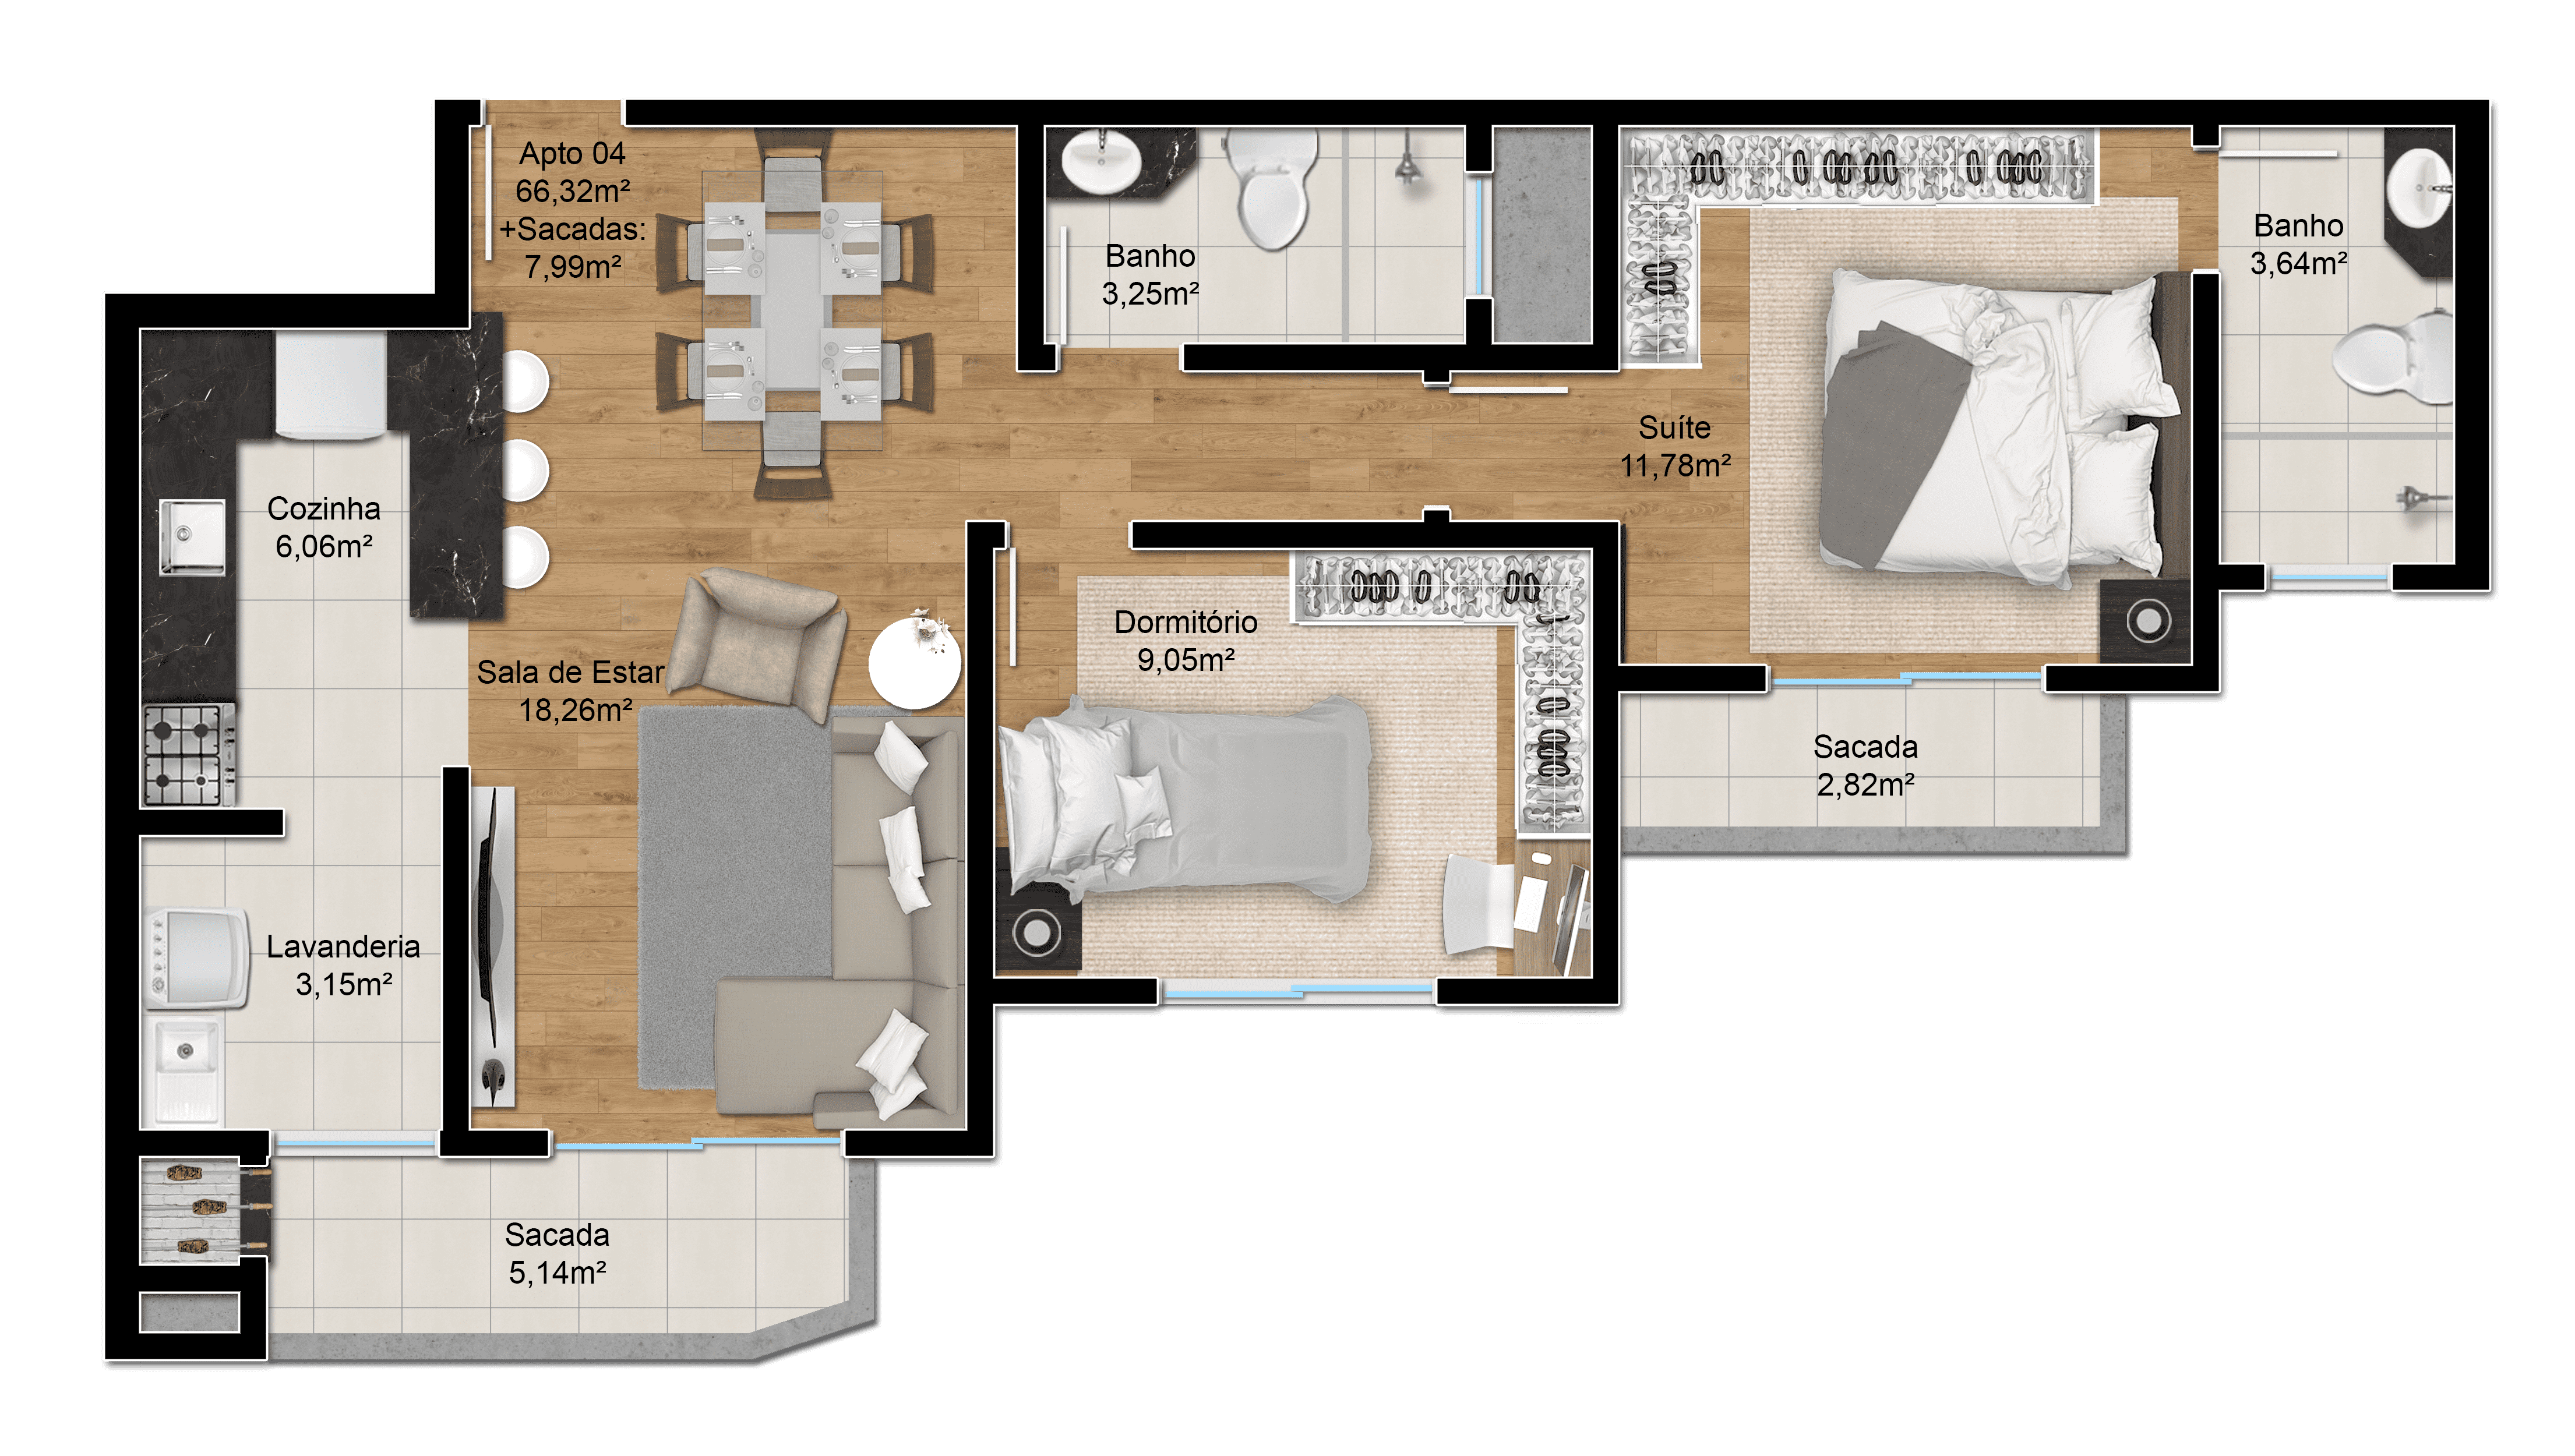 Apto 04
66,32m²
+Sacadas:
7,99m²
Banho
3,25m²
Banho
3,64m²
Suíte
11,78m²
Cozinha
6,06m²
Sala de Estar
18,26m²
Dormitório
9,05m²
Sacada
2,82m²
Lavanderia
3,15m²
Sacada
5,14m²